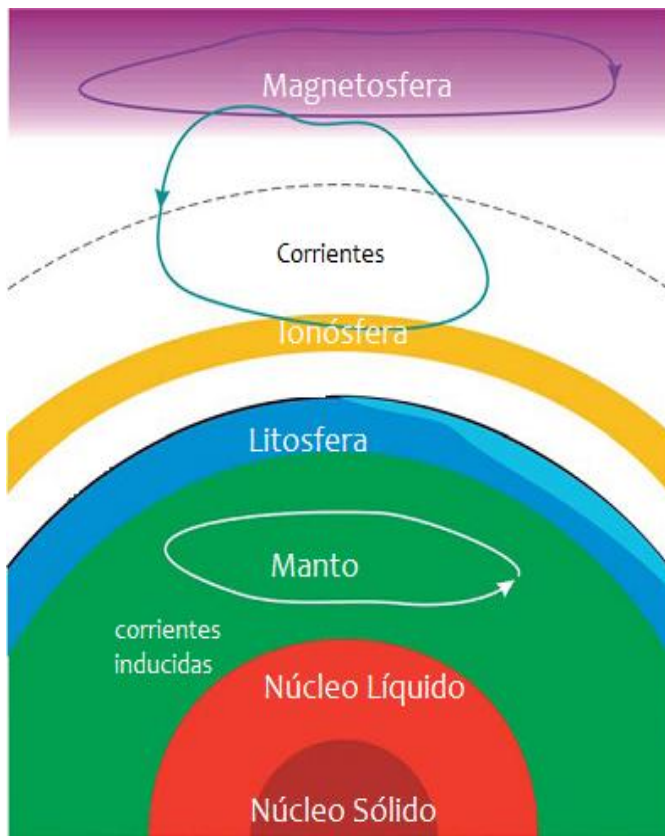 Magnetosfera
Corrientes
Ionósfera
Litosfera
Manto
corrientes
inducidas
Núcleo Líquido
Núcleo Sólido